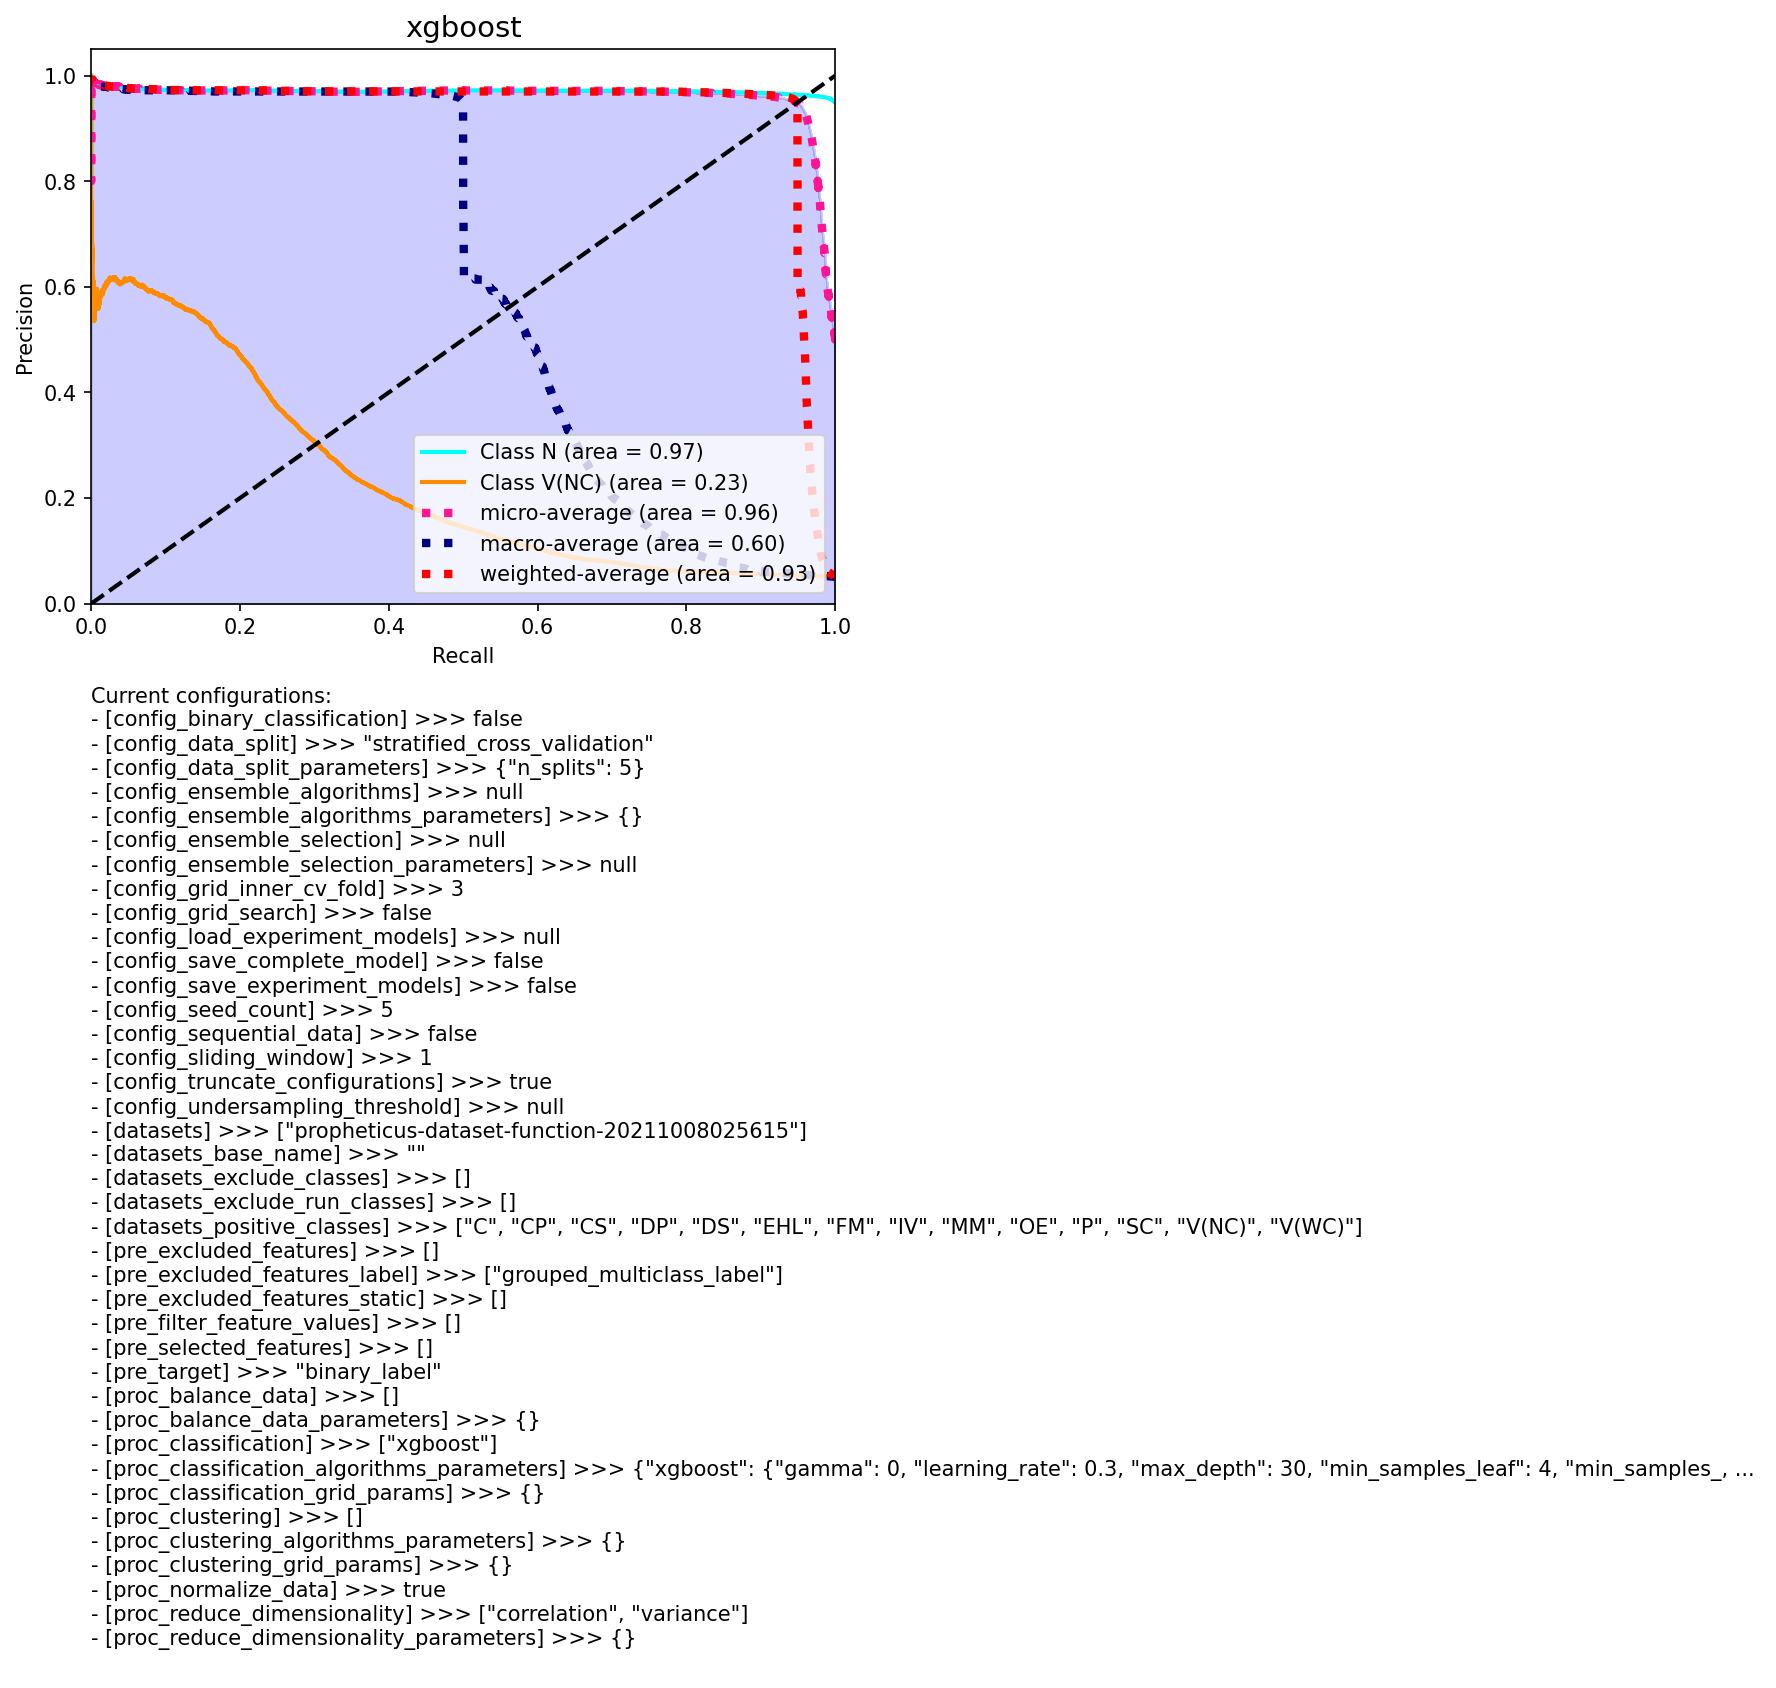 xgboost
1.0
0.8
0.6
0.4
0.2
0.0
Precision
0.0 0.2 0.4 0.6 0.8 1.0
Recall
Class N (area = 0.97)
Class V(NC) (area = 0.23)
micro-average (area = 0.96)
macro-average (area = 0.60)
weighted-average (area = 0.93)
Current configurations:
- [config_binary_classification] >>> false
- [config_data_split] >>> "stratified_cross_validation"
- [config_data_split_parameters] >>> {"n_splits": 5}
- [config_ensemble_algorithms] >>> null
- [config_ensemble_algorithms_parameters] >>> {}
- [config_ensemble_selection] >>> null
- [config_ensemble_selection_parameters] >>> null
- [config_grid_inner_cv_fold] >>> 3
- [config_grid_search] >>> false
- [config_load_experiment_models] >>> null
- [config_save_complete_model] >>> false
- [config_save_experiment_models] >>> false
- [config_seed_count] >>> 5
- [config_sequential_data] >>> false
- [config_sliding_window] >>> 1
- [config_truncate_configurations] >>> true
- [config_undersampling_threshold] >>> null
- [datasets] >>> ["propheticus-dataset-function-20211008025615"]
- [datasets_base_name] >>> ""
- [datasets_exclude_classes] >>> []
- [datasets_exclude_run_classes] >>> []
- [datasets_positive_classes] >>> ["C", "CP", "CS", "DP", "DS", "EHL", "FM", "IV", "MM", "OE", "P", "SC", "V(NC)", "V(WC)"]
- [pre_excluded_features] >>> []
- [pre_excluded_features_label] >>> ["grouped_multiclass_label"]
- [pre_excluded_features_static] >>> []
- [pre_filter_feature_values] >>> []
- [pre_selected_features] >>> []
- [pre_target] >>> "binary_label"
- [proc_balance_data] >>> []
- [proc_balance_data_parameters] >>> {}
- [proc_classification] >>> ["xgboost"]
- [proc_classification_algorithms_parameters] >>> {"xgboost": {"gamma": 0, "learning_rate": 0.3, "max_depth": 30, "min_samples_leaf": 4, "min_samples_, ...
- [proc_classification_grid_params] >>> {}
- [proc_clustering] >>> []
- [proc_clustering_algorithms_parameters] >>> {}
- [proc_clustering_grid_params] >>> {}
- [proc_normalize_data] >>> true
- [proc_reduce_dimensionality] >>> ["correlation", "variance"]
- [proc_reduce_dimensionality_parameters] >>> {}